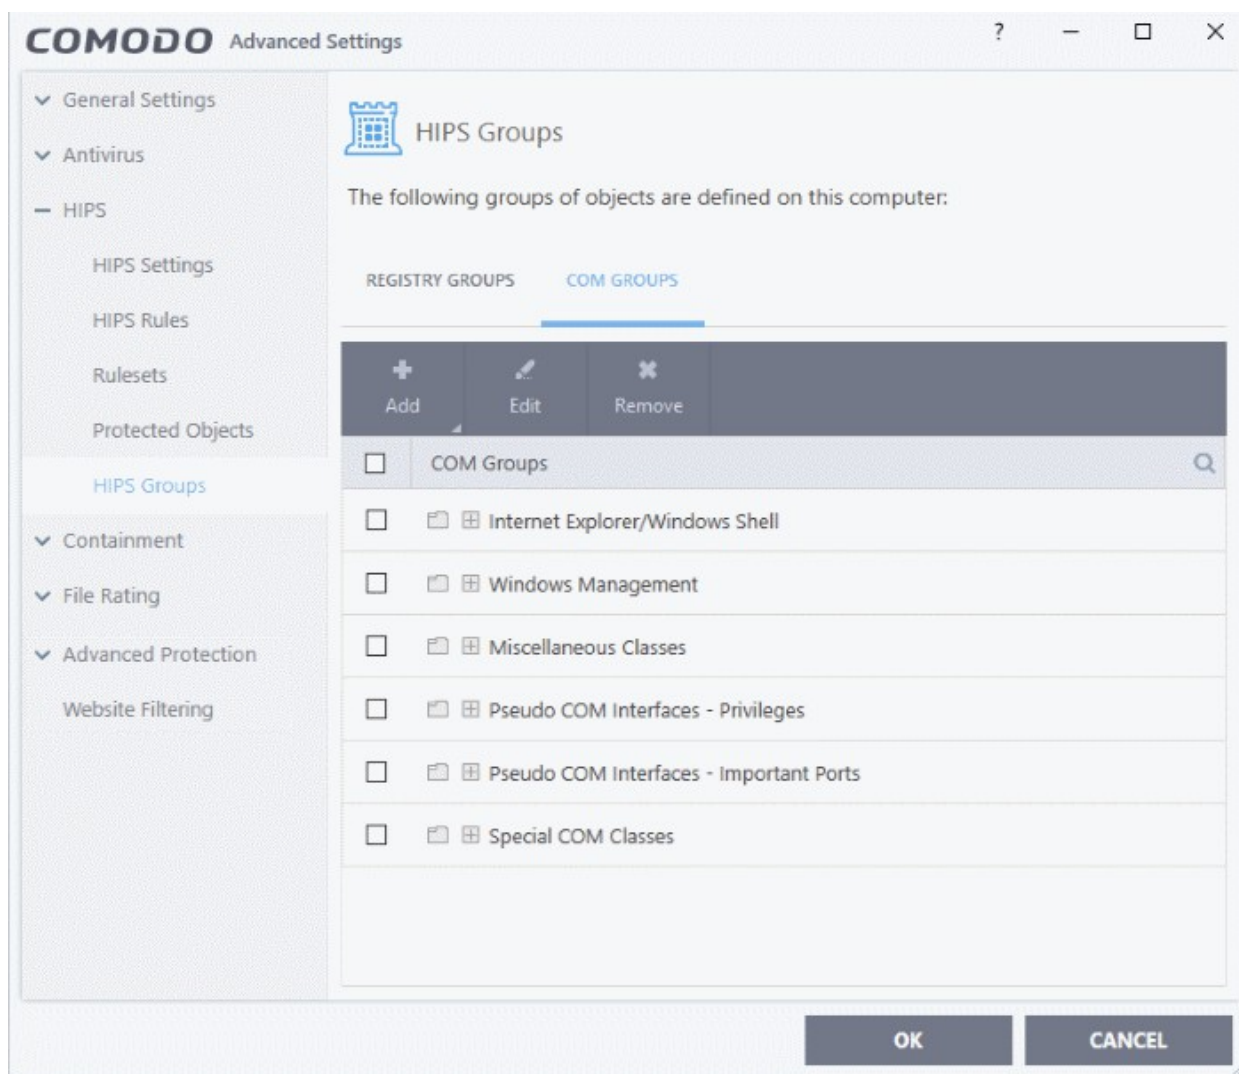 COMODO Advanced Settings ?
General Settings
Antivirus
HIPS
HIPS Settings
HIPS Rules
Rulesets
Protected Objects
HIPS Groups
Containment
File Rating
Advanced Protection
Website Filtering
HIPS Groups
The following groups of objects are defined on this computer:
REGISTRY GROUPS COM GROUPS
Add Edit Remove
COM Groups
Internet Explorer/Windows Shell
Windows Management
Miscellaneous Classes
Pseudo COM Interfaces - Privileges
Pseudo COM Interfaces - Important Ports
Special COM Classes
OK CANCEL